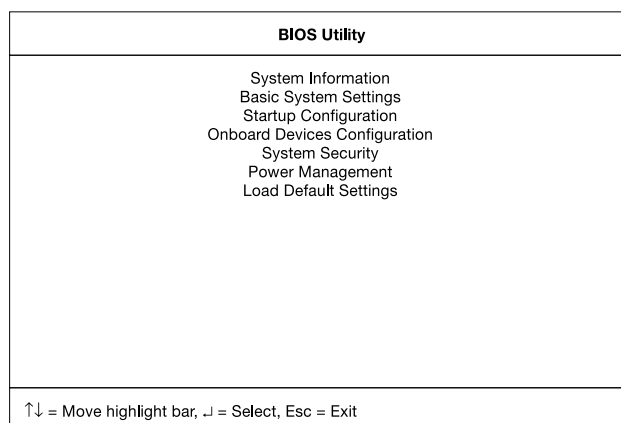 BIOS Utility
System Information
Basic System Settings
Startup Configuration
Onboard Devices Configuration
System Security
Power Management
Load Default Settings
↑↓ = Move highlight bar, ↵ = Select, Esc = Exit